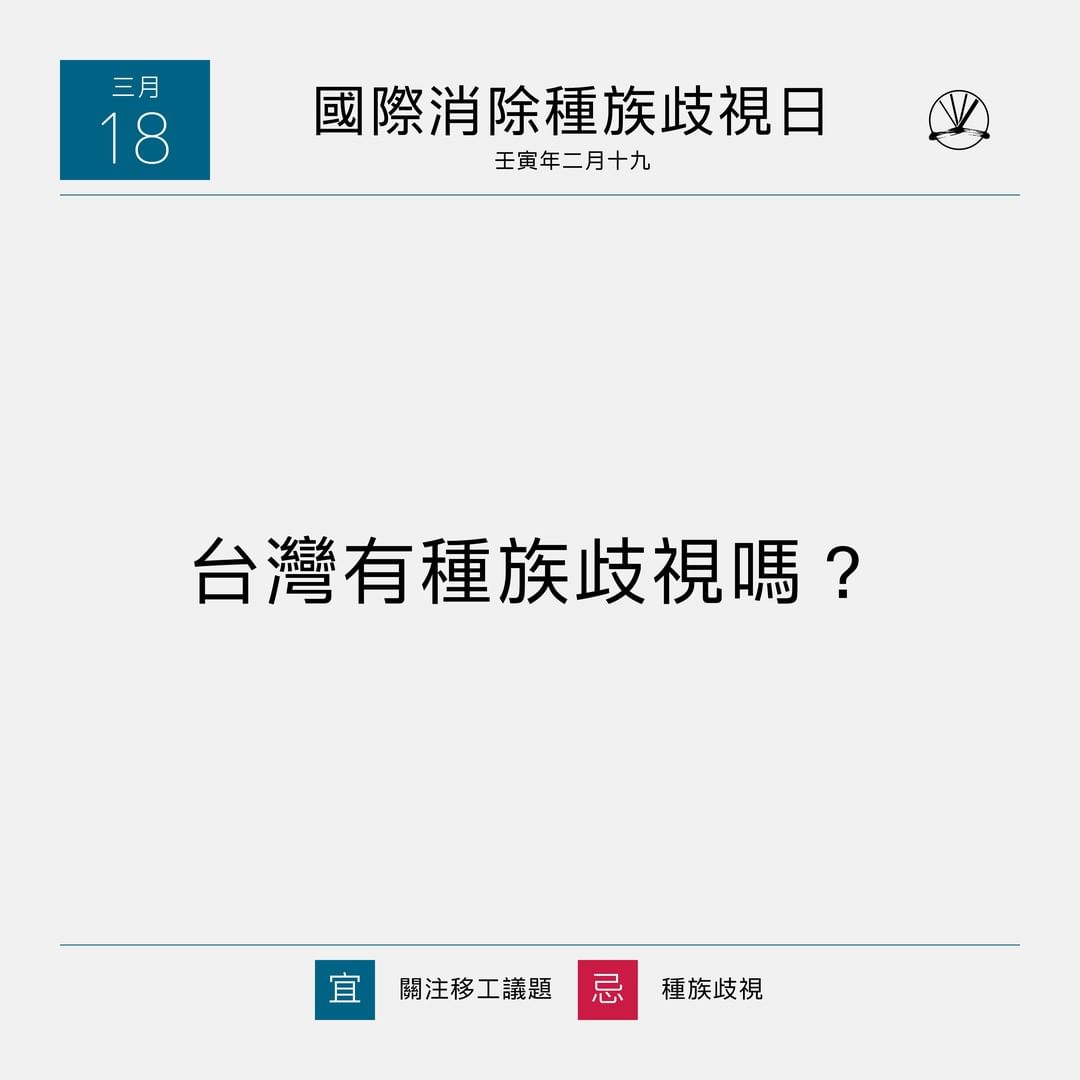 三月
18
國際消除種族歧視日
壬寅年二月十九
台灣有種族歧視嗎？
宜 關注移工議題 忌 種族歧視